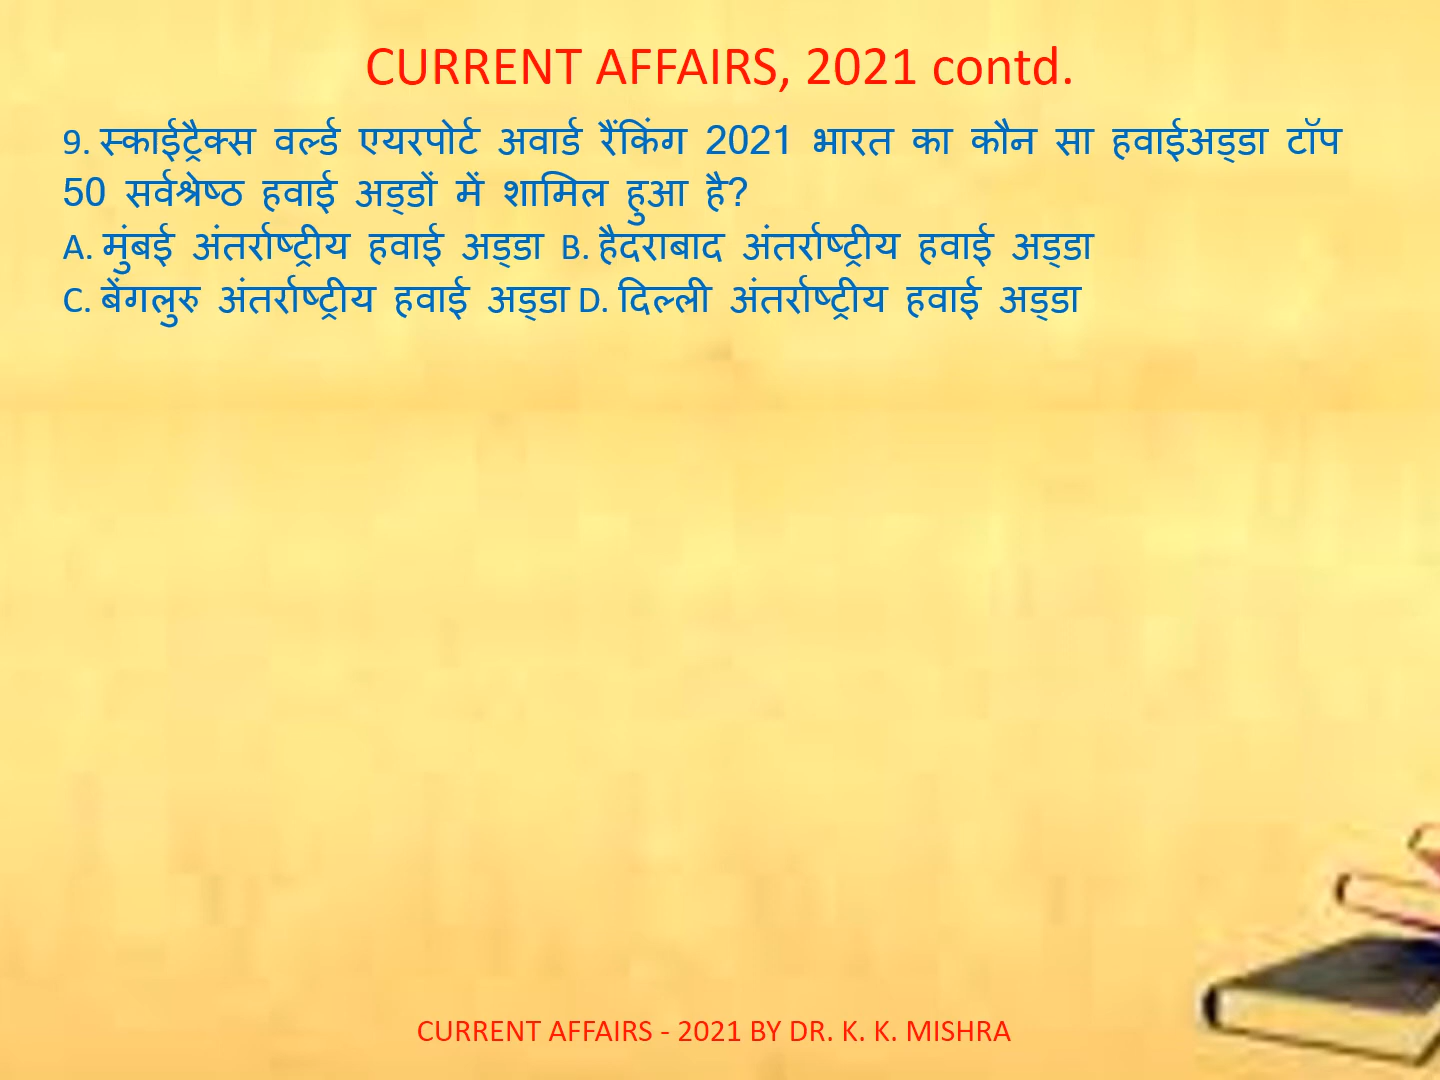 CURRENT AFFAIRS, 2021 contd.
9. स्काईट्रैक्स वर्ल्ड एयरपोर्ट अवार्ड रैंकिंग 2021 भारत का कौन सा हवाईअड्डा टॉप
50 सर्वश्रेष्ठ हवाई अड्डों में शामिल हुआ है?
A. मुंबई अंतर्राष्ट्रीय हवाई अड्डा B. हैदराबाद अंतर्राष्ट्रीय हवाई अड्डा
C. बेंगलुरु अंतर्राष्ट्रीय हवाई अड्डा D. दिल्ली अंतर्राष्ट्रीय हवाई अड्डा
CURRENT AFFAIRS - 2021 BY DR. K. K. MISHRA